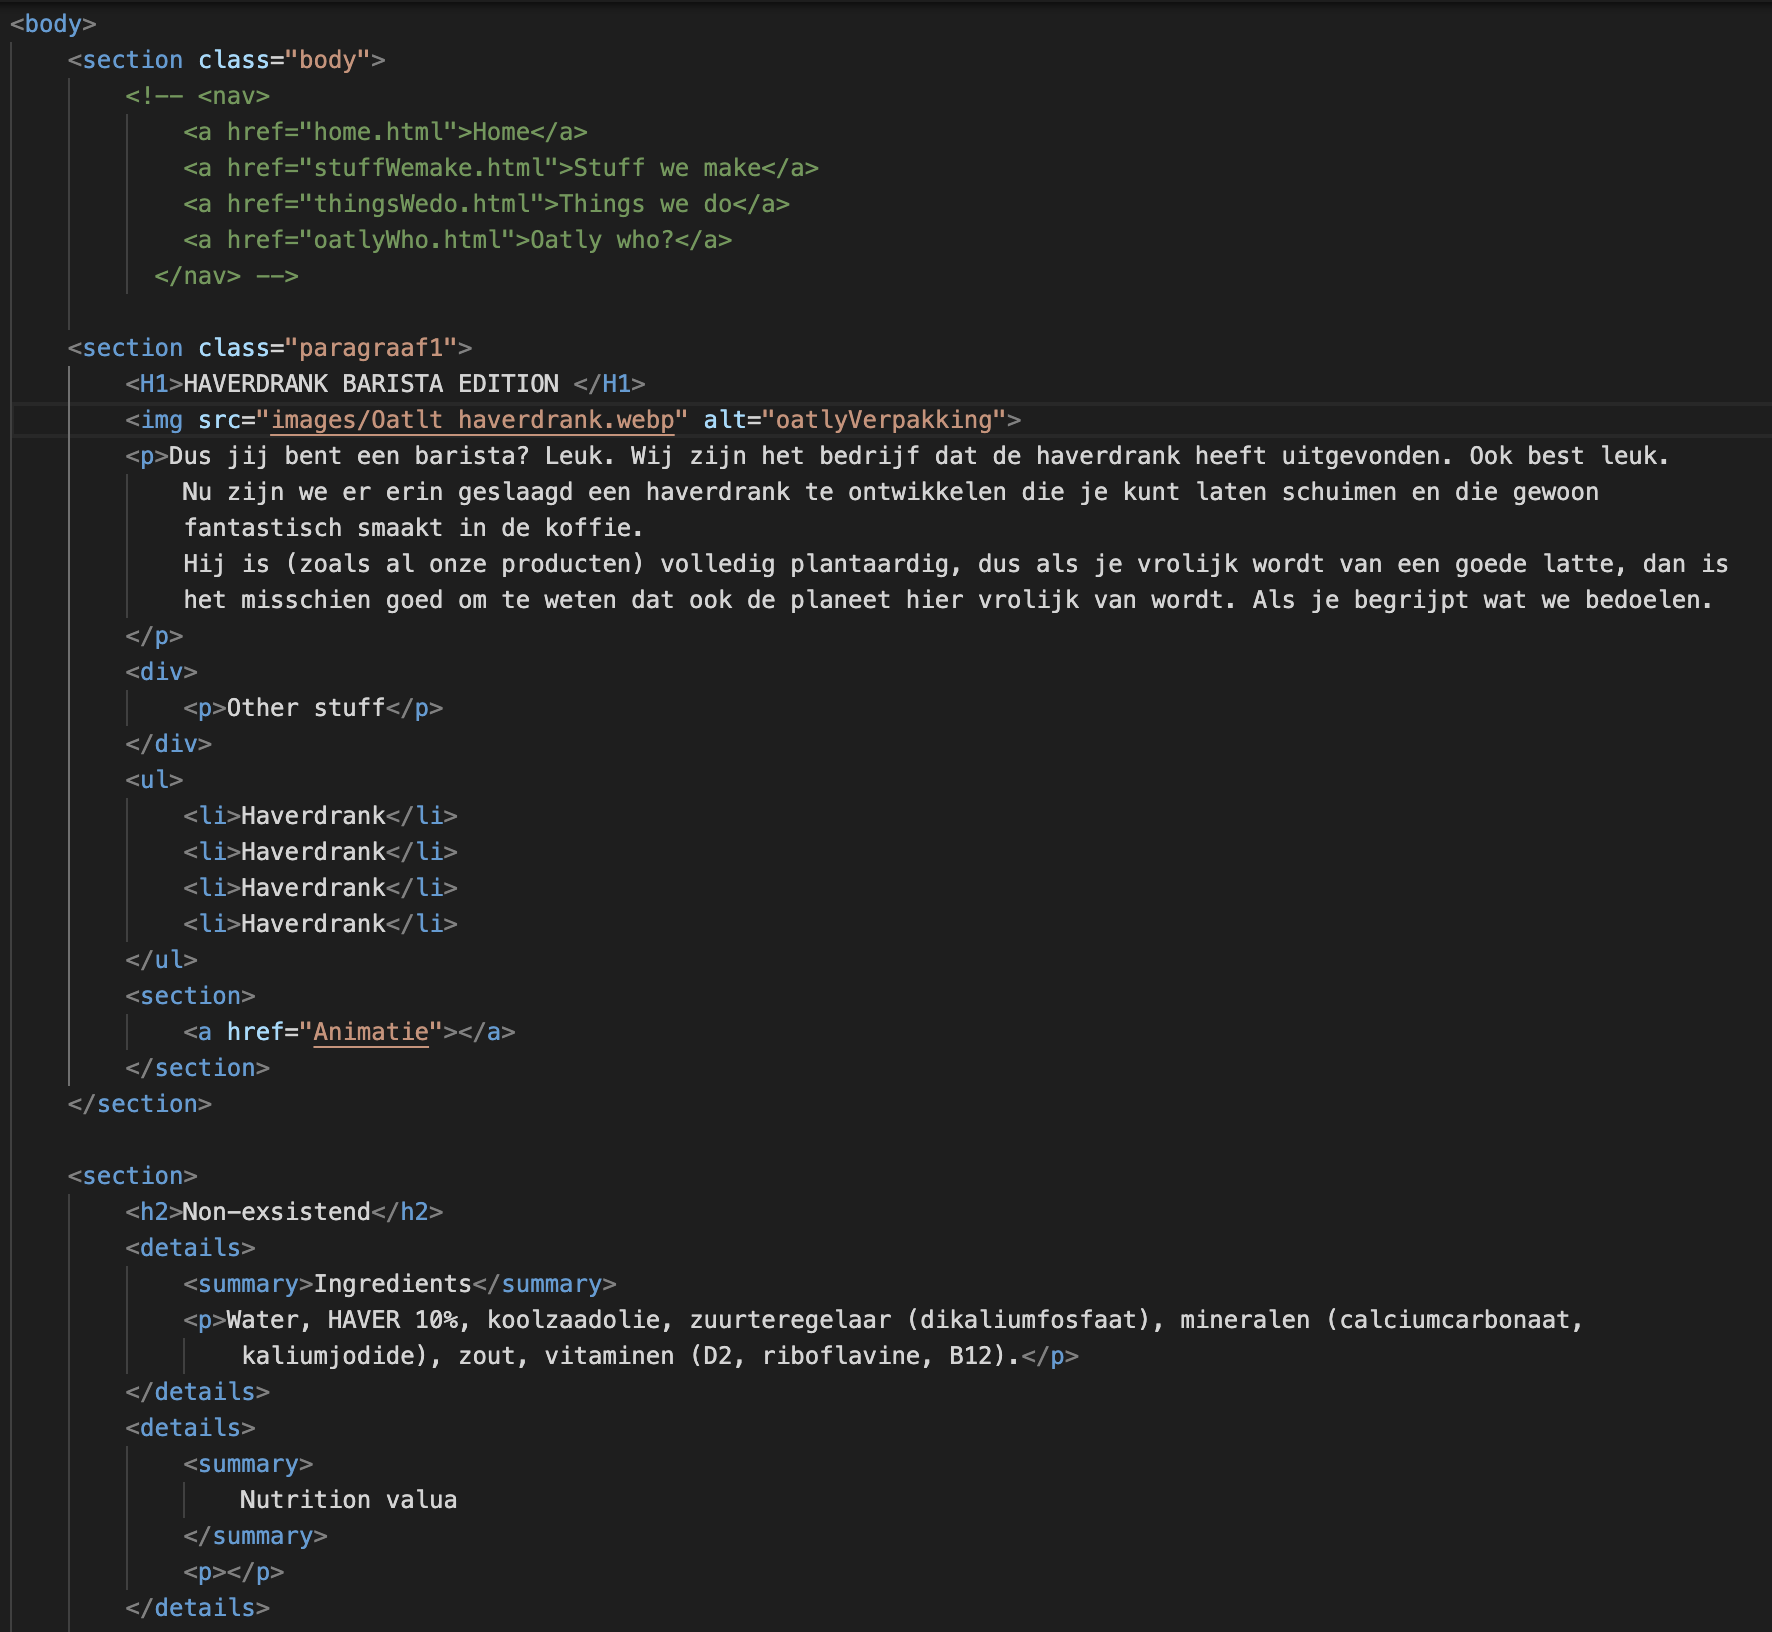 <body>
<section class="body">
<!-- <nav>
<a href="home.html">Home</a>
<a href="stuffWemake.html">Stuff we make</a>
<a href="thingsWedo.html">Things we do</a>
<a href="oatlyWho.html">Oatly who?</a>
</nav> -->
<section class="paragraaf1">
<H1>HAVERDRANK BARISTA EDITION </H1>
<img src="images/Oatlt haverdrank.webp" alt="oatlyVerpakking">
<p>Dus jij bent een barista? Leuk. Wij zijn het bedrijf dat de haverdrank heeft uitgevonden. Ook best leuk.
Nu zijn we er erin geslaagd een haverdrank te ontwikkelen die je kunt laten schuimen en die gewoon
fantastisch smaakt in de koffie.
Hij is (zoals al onze producten) volledig plantaardig, dus als je vrolijk wordt van een goede latte, dan is
het misschien goed om te weten dat ook de planeet hier vrolijk van wordt. Als je begrijpt wat we bedoelen.
</p>
<div>
<p>Other stuff</p>
</div>
<ul>
<li>Haverdrank</li>
<li>Haverdrank</li>
<li>Haverdrank</li>
<li>Haverdrank</li>
</ul>
<section>
<a href="Animatie"></a>
</section>
</section>
<section>
<h2>Non-exsistend</h2>
<details>
<summary>Ingredients</summary>
<p>Water, HAVER 10%, koolzaadolie, zuurteregelaar (dikaliumfosfaat), mineralen (calciumcarbonaat,
kaliumjodide), zout, vitaminen (D2, riboflavine, B12).</p>
</details>
<details>
<summary>
Nutrition valua
</summary>
<p></p>
</details>